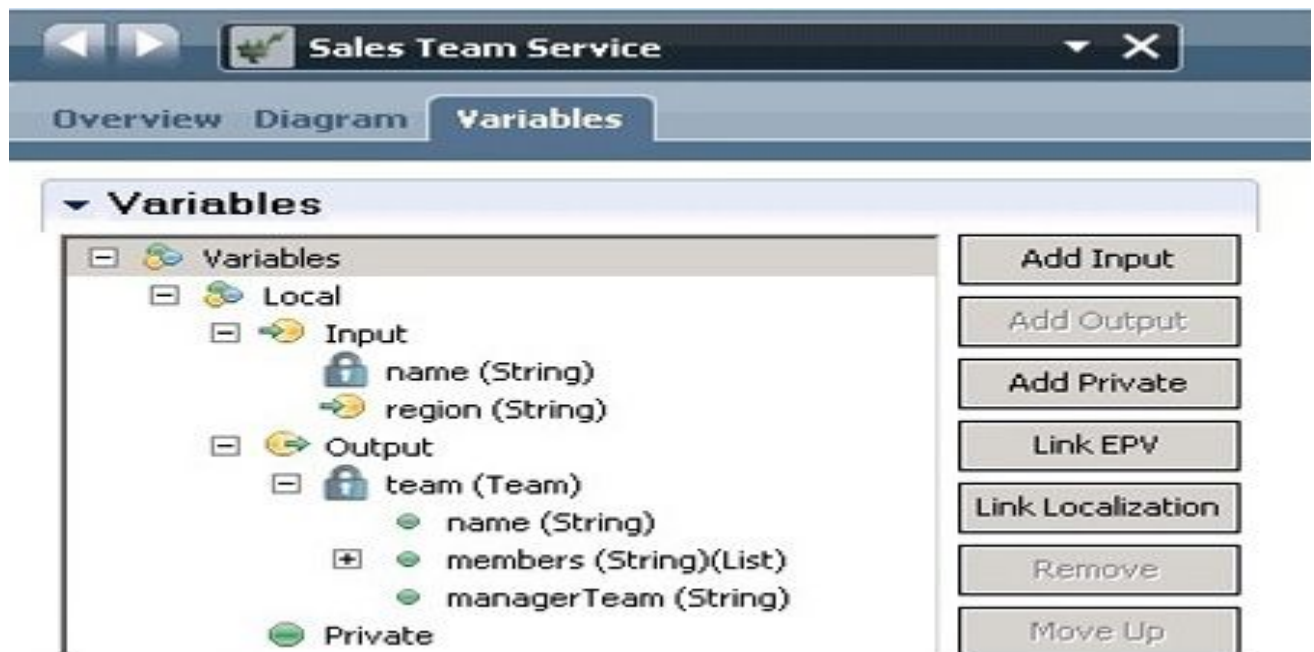 Sales Team Service
Overview Diagram Variables
Variables
Variables
Add Input
Local
Add Output
Input
name (String)
Add Private
region (String)
Output
Link EPV
team (Team)
Link Localization
name (String)
members (String)(List)
Remove
managerTeam (String)
Private
Move Up